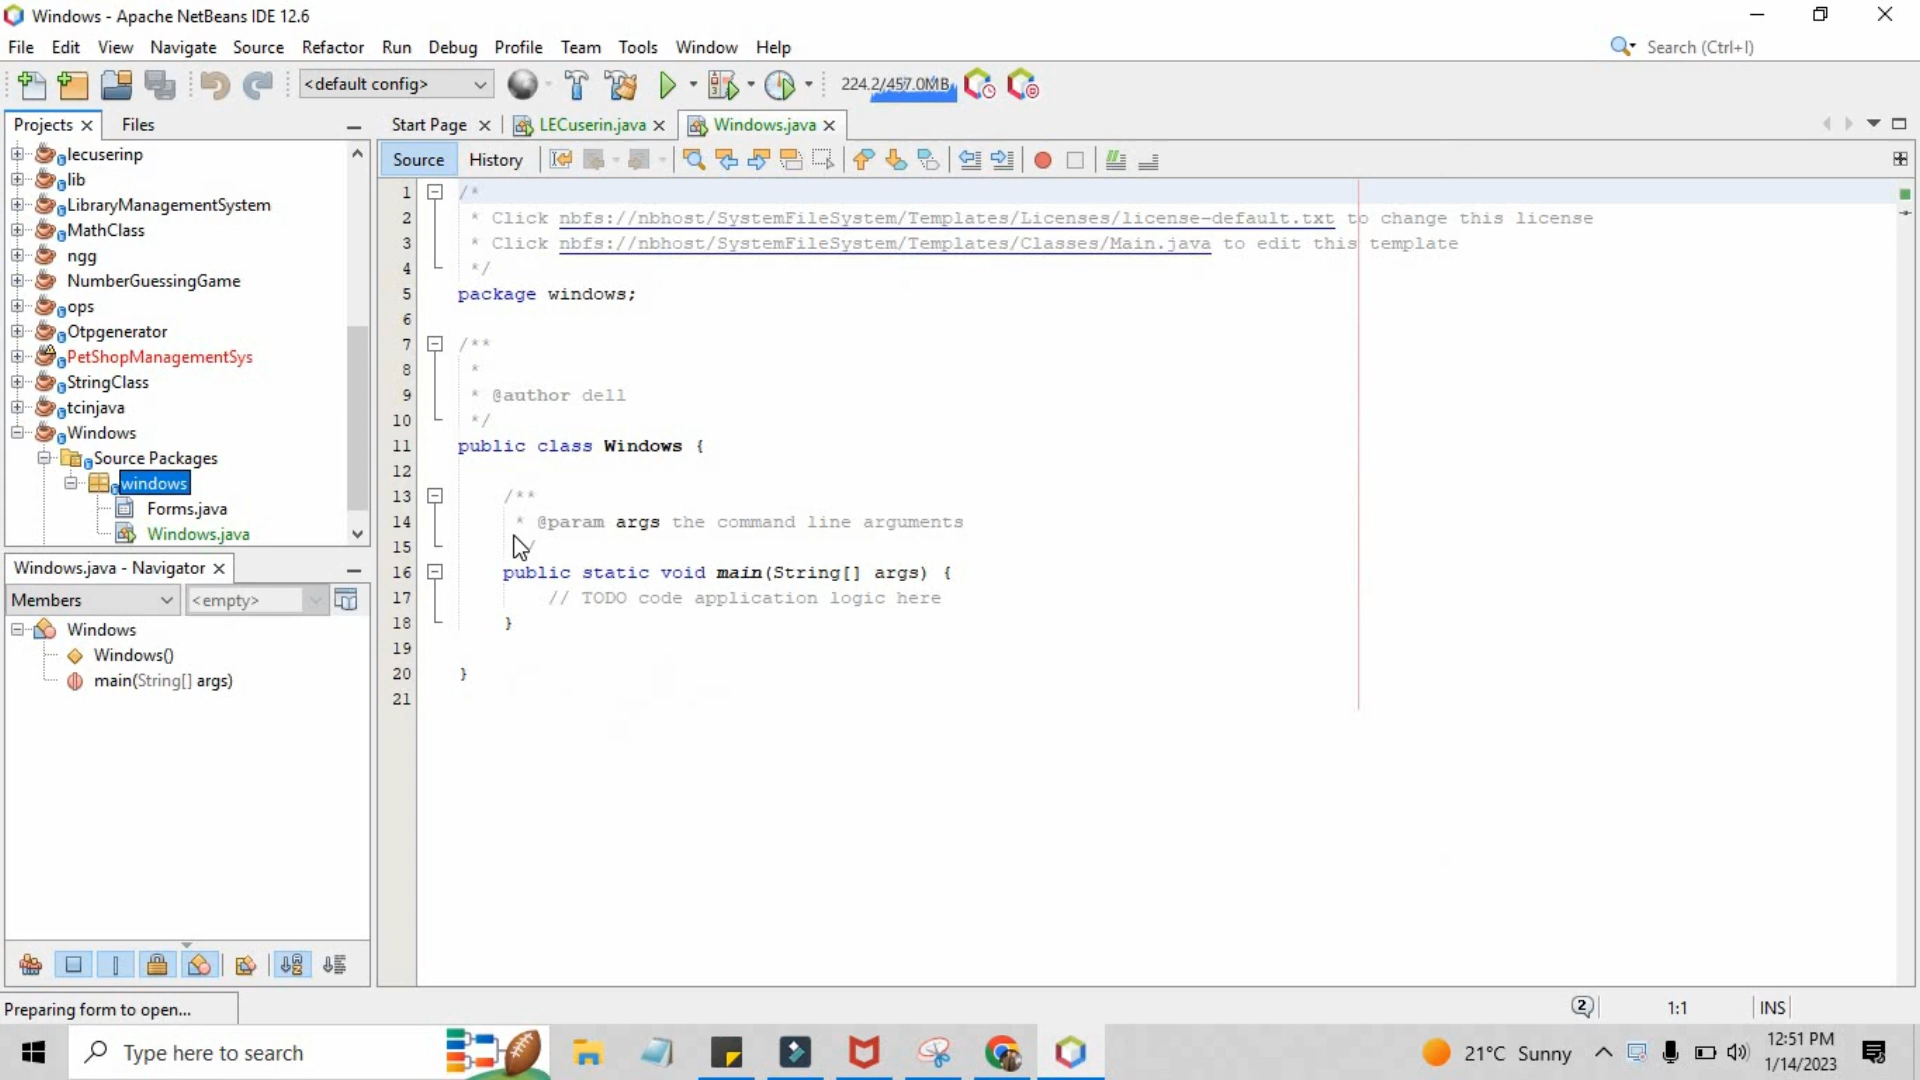 Windows - Apache NetBeans IDE 12.6
File Edit View Navigate Source Refactor Run Debug Profile Team Tools Window Help
Search (Ctrl+I)
<default config>
224.2/457.0MB
Projects Files
Start Page LECuserin.java Windows.java
Source History
lecuserinp
lib
LibraryManagementSystem
MathClass
ngg
NumberGuessingGame
ops
Otpgenerator
PetShopManagementSys
StringClass
tcinjava
Windows
Source Packages
windows
Forms.java
Windows.java
1 /*
2 * Click nbfs://nbhost/SystemFileSystem/Templates/Licenses/license-default.txt to change this license
3 * Click nbfs://nbhost/SystemFileSystem/Templates/Classes/Main.java to edit this template
4 */
5 package windows;
6
7 /**
8 *
9 * @author dell
10 */
11 public class Windows {
12
13 /**
14 * @param args the command line arguments
15 */
16 public static void main(String[] args) {
17 // TODO code application logic here
18 }
19
20 }
21
Windows.java - Navigator
Members <empty>
Windows
Windows()
main(String[] args)
Preparing form to open...
2 1:1 INS
Type here to search
21°C Sunny
12:51 PM
1/14/2023